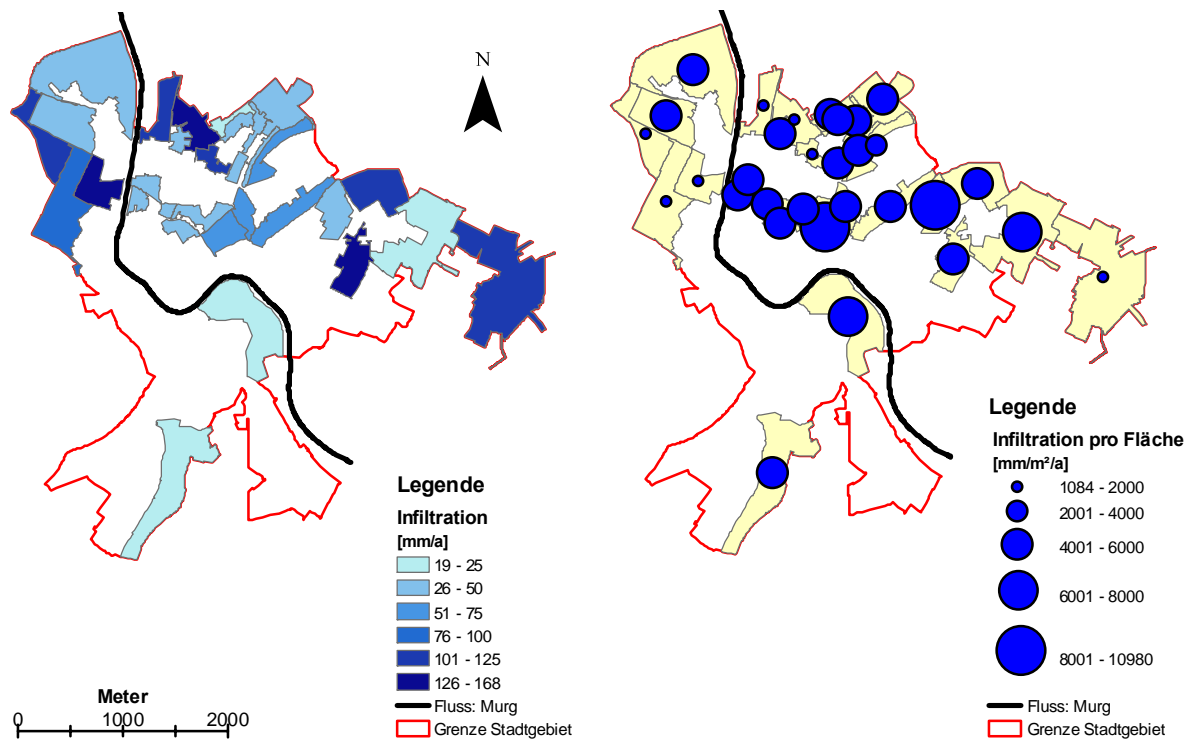 N
Legende
Infiltration
[mm/a]
19 - 25
26 - 50
51 - 75
76 - 100
101 - 125
126 - 168
Fluss: Murg
Grenze Stadtgebiet
Meter
0 1000 2000
Legende
Infiltration pro Fläche
[mm/m²/a]
1084 - 2000
2001 - 4000
4001 - 6000
6001 - 8000
8001 - 10980
Fluss: Murg
Grenze Stadtgebiet